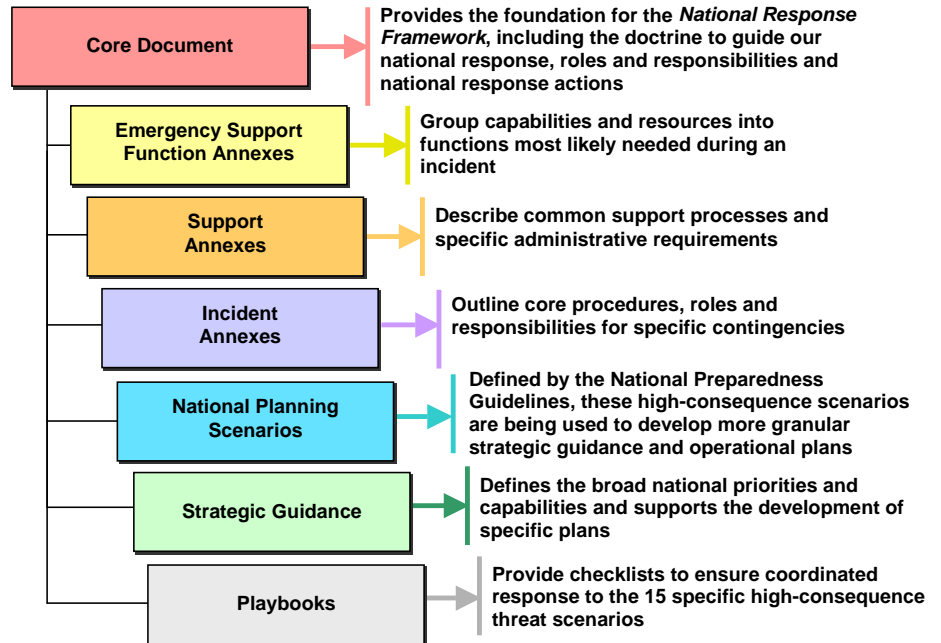 Core Document
Provides the foundation for the National Response
Framework, including the doctrine to guide our
national response, roles and responsibilities and
national response actions
Emergency Support
Function Annexes
Group capabilities and resources into
functions most likely needed during an
incident
Support
Annexes
Describe common support processes and
specific administrative requirements
Incident
Annexes
Outline core procedures, roles and
responsibilities for specific contingencies
National Planning
Scenarios
Defined by the National Preparedness
Guidelines, these high-consequence scenarios
are being used to develop more granular
strategic guidance and operational plans
Strategic Guidance
Defines the broad national priorities and
capabilities and supports the development of
specific plans
Playbooks
Provide checklists to ensure coordinated
response to the 15 specific high-consequence
threat scenarios